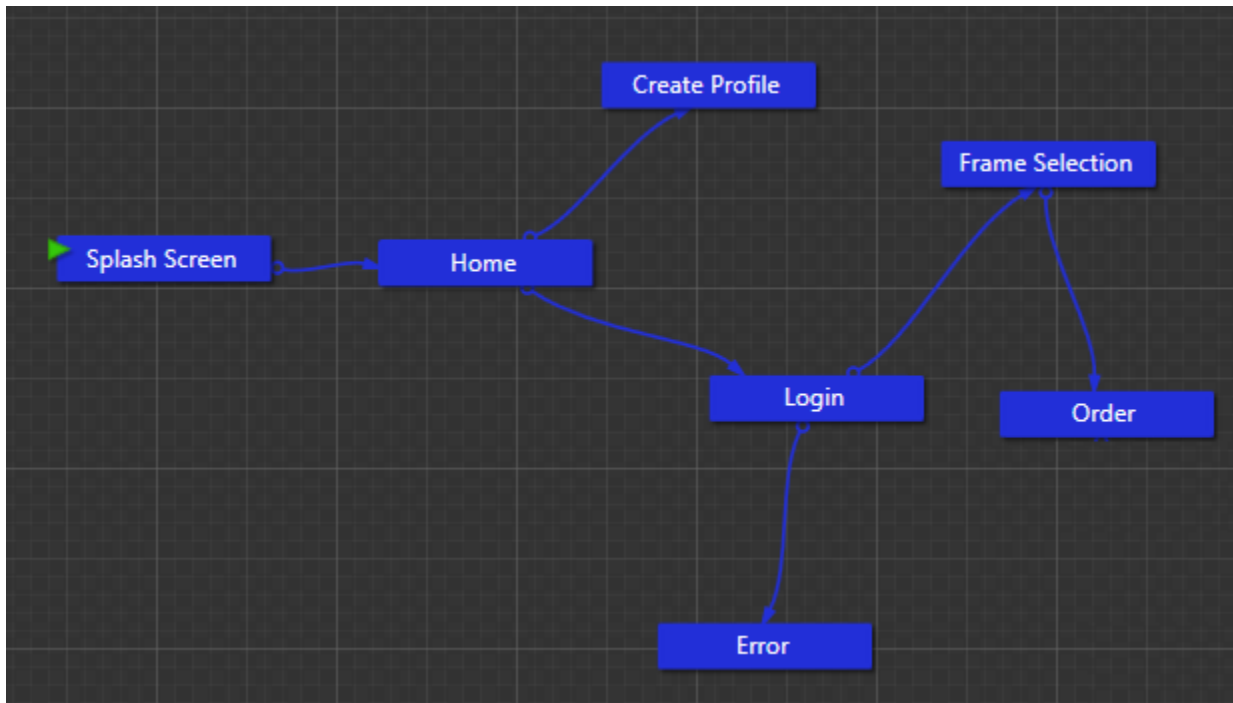 Create Profile
Frame Selection
Splash Screen
Home
Login
Order
Error